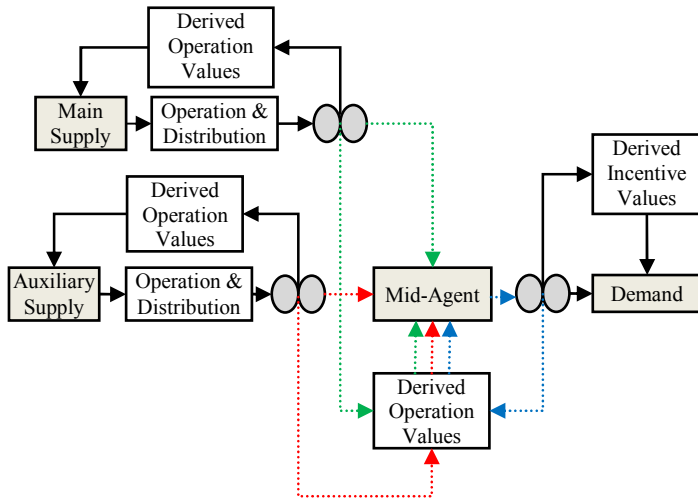 Derived
Operation
Values
Main
Supply
Operation &
Distribution
Derived
Incentive
Values
Derived
Operation
Values
Auxiliary
Supply
Operation &
Distribution
Mid-Agent
Demand
Derived
Operation
Values